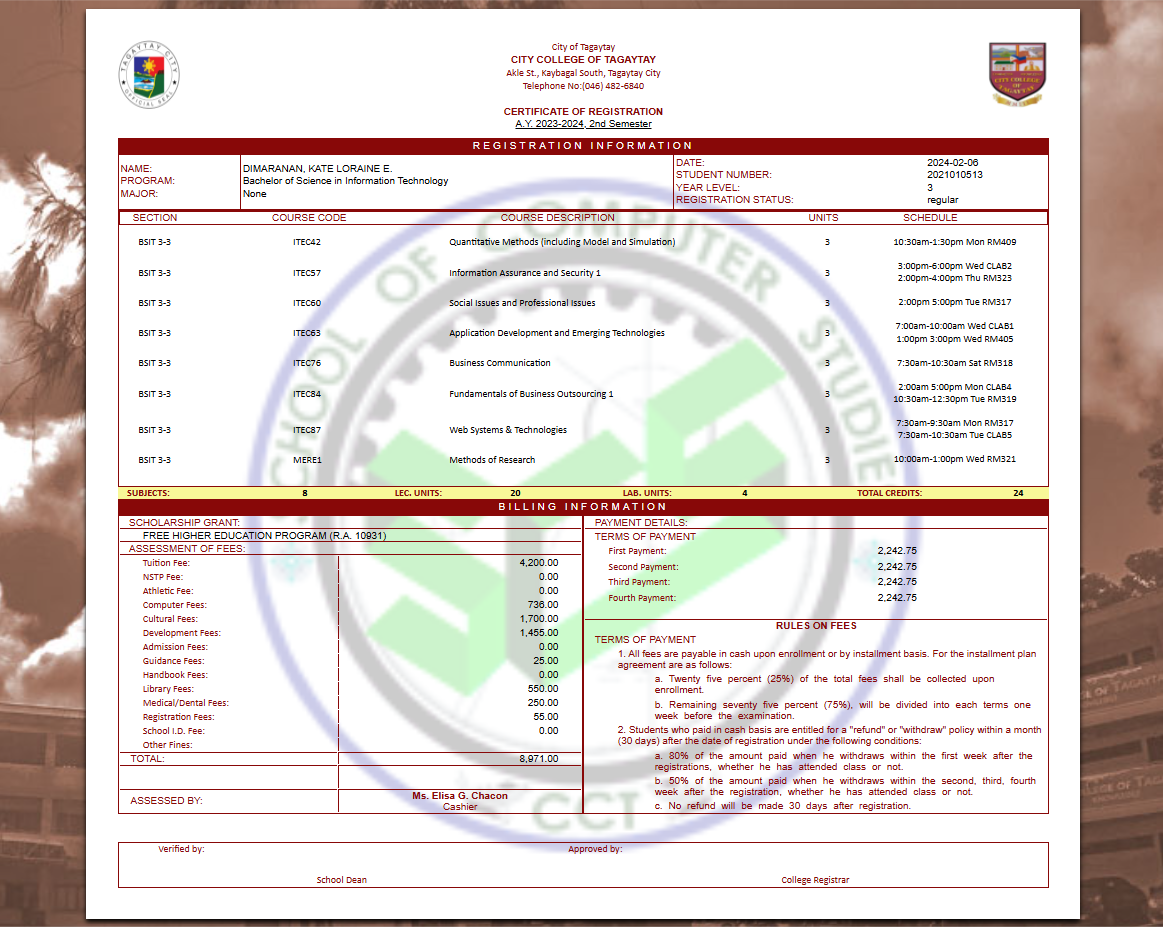 City of Tagaytay
CITY COLLEGE OF TAGAYTAY
Akle St., Kaybagal South, Tagaytay City
Telephone No:(046) 482-6840
TAGAYTAY CITY
OFFICIAL SEAL
CITY COLLEGE
OF
TAGAYTAY
CERTIFICATE OF REGISTRATION
A.Y. 2023-2024, 2nd Semester
REGISTRATION INFORMATION
NAME: DIMARANAN, KATE LORAINE E. DATE: 2024-02-06
PROGRAM: Bachelor of Science in Information Technology STUDENT NUMBER: 2021010513
MAJOR: None YEAR LEVEL: 3
REGISTRATION STATUS: regular
SECTION COURSE CODE COURSE DESCRIPTION UNITS SCHEDULE
BSIT 3-3 ITEC42 Quantitative Methods (including Model and Simulation) 3 10:30am-1:30pm Mon RM409
BSIT 3-3 ITEC57 Information Assurance and Security 1 3 3:00pm-6:00pm Wed CLAB2
2:00pm-4:00pm Thu RM323
BSIT 3-3 ITEC60 Social Issues and Professional Issues 3 2:00pm 5:00pm Tue RM317
BSIT 3-3 ITEC63 Application Development and Emerging Technologies 3 7:00am-10:00am Wed CLAB1
1:00pm 3:00pm Wed RM405
BSIT 3-3 ITEC76 Business Communication 3 7:30am-10:30am Sat RM318
BSIT 3-3 ITEC84 Fundamentals of Business Outsourcing 1 3 2:00am 5:00pm Mon CLAB4
10:30am-12:30pm Tue RM319
BSIT 3-3 ITEC87 Web Systems & Technologies 3 7:30am-9:30am Mon RM317
7:30am-10:30am Tue CLAB5
BSIT 3-3 MERE1 Methods of Research 3 10:00am-1:00pm Wed RM321
SUBJECTS: 8 LEC. UNITS: 20 LAB. UNITS: 4 TOTAL CREDITS: 24
BILLING INFORMATION
SCHOLARSHIP GRANT:
FREE HIGHER EDUCATION PROGRAM (R.A. 10931)
ASSESSMENT OF FEES:
Tuition Fee: 4,200.00
NSTP Fee: 0.00
Athletic Fee: 0.00
Computer Fees: 736.00
Cultural Fees: 1,700.00
Development Fees: 1,455.00
Admission Fees: 0.00
Guidance Fees: 25.00
Handbook Fees: 0.00
Library Fees: 550.00
Medical/Dental Fees: 250.00
Registration Fees: 55.00
School I.D. Fee: 0.00
Other Fines:
TOTAL: 8,971.00
ASSESSED BY: Ms. Elisa G. Chacon
Cashier
PAYMENT DETAILS:
TERMS OF PAYMENT
First Payment: 2,242.75
Second Payment: 2,242.75
Third Payment: 2,242.75
Fourth Payment: 2,242.75
RULES ON FEES
TERMS OF PAYMENT
1. All fees are payable in cash upon enrollment or by installment basis. For the installment plan
agreement are as follows:
a. Twenty five percent (25%) of the total fees shall be collected upon
enrollment.
b. Remaining seventy five percent (75%), will be divided into each terms one
week before the examination.
2. Students who paid in cash basis are entitled for a "refund" or "withdraw" policy within a month
(30 days) after the date of registration under the following conditions:
a. 80% of the amount paid when he withdraws within the first week after the
registrations, whether he has attended class or not.
b. 50% of the amount paid when he withdraws within the second, third, fourth
week after the registration, whether he has attended class or not.
c. No refund will be made 30 days after registration.
Verified by: Approved by:
School Dean College Registrar
SCHOOL OF COMPUTER STUDIE
CCT